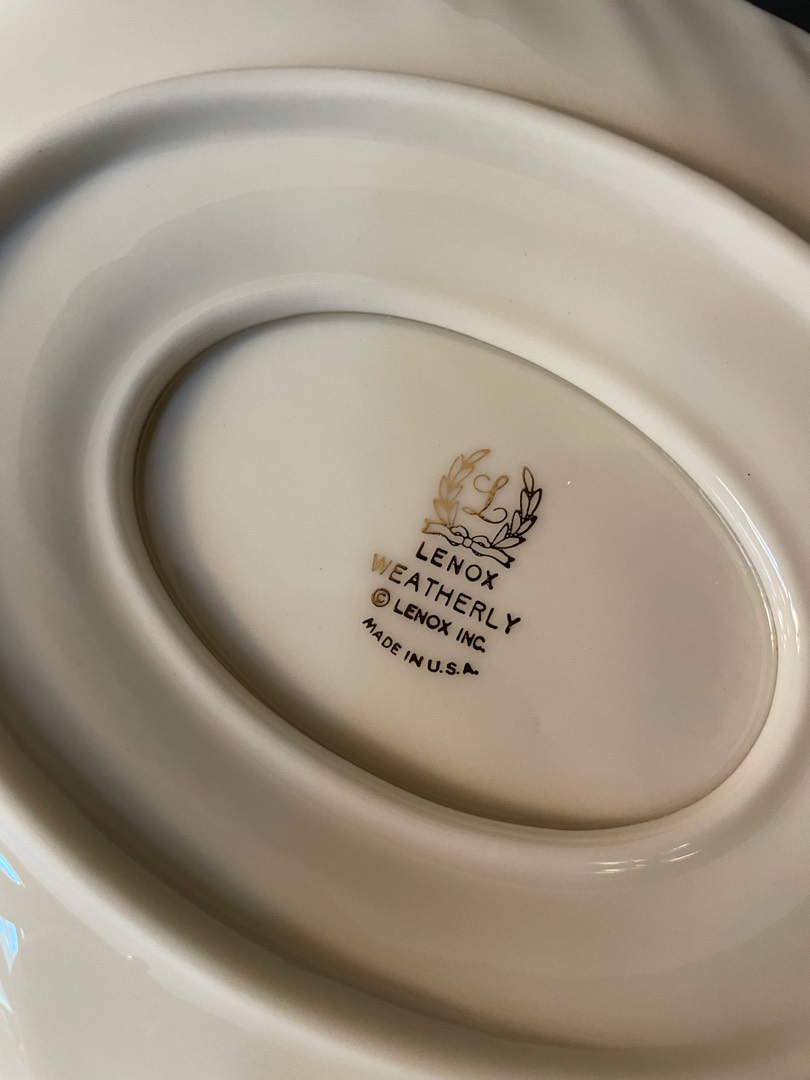 L
LENOX
WEATHERLY
© LENOX INC.
MADE IN U.S.A.